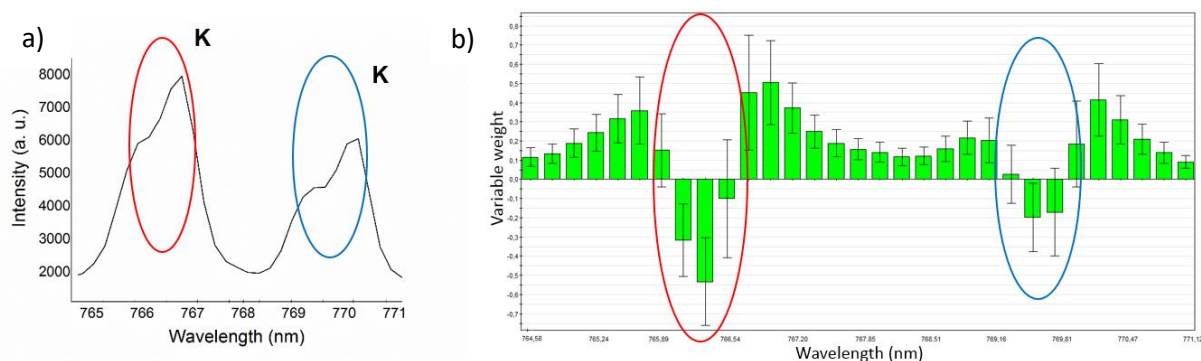 a)
K
K
Intensity (a. u.)
8000
7000
6000
5000
4000
3000
2000
765 766 767 768 769 770 771
Wavelength (nm)
b)
Variable weight
0,8
0,7
0,6
0,5
0,4
0,3
0,2
0,1
0,0
-0,1
-0,2
-0,3
-0,4
-0,5
-0,6
-0,7
764,58 765,24 765,89 766,54 767,20 767,85 768,51 769,16 769,81 770,47
Wavelength (nm)